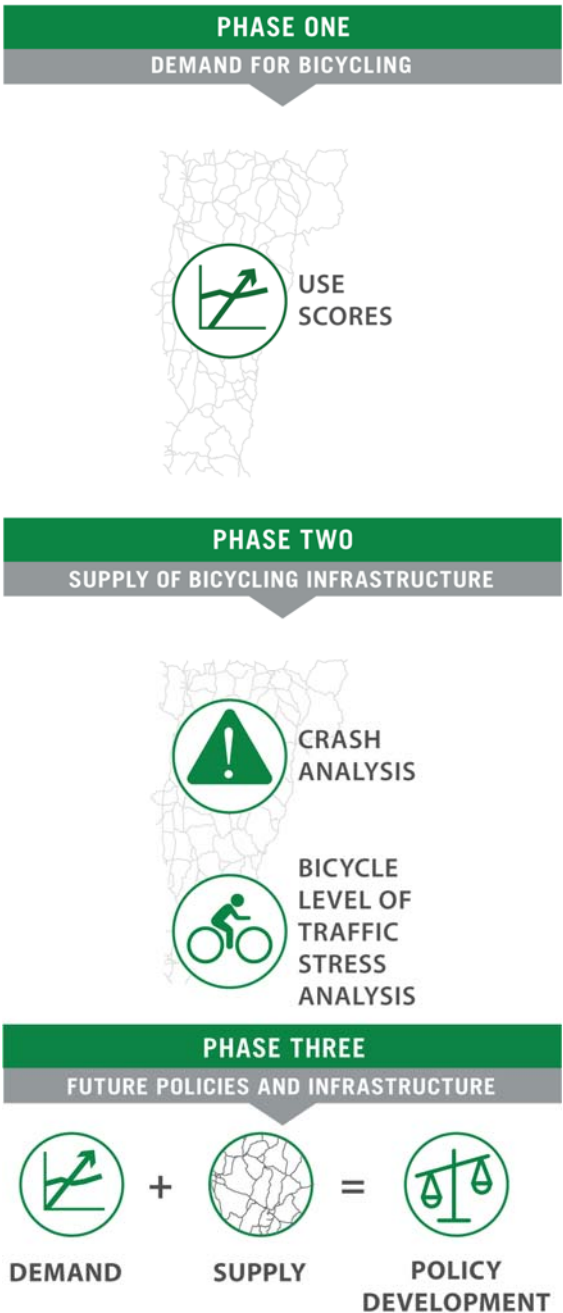 PHASE ONE
DEMAND FOR BICYCLING
USE
SCORES
PHASE TWO
SUPPLY OF BICYCLING INFRASTRUCTURE
CRASH
ANALYSIS
BICYCLE
LEVEL OF
TRAFFIC
STRESS
ANALYSIS
PHASE THREE
FUTURE POLICIES AND INFRASTRUCTURE
+ =
DEMAND SUPPLY POLICY
DEVELOPMENT